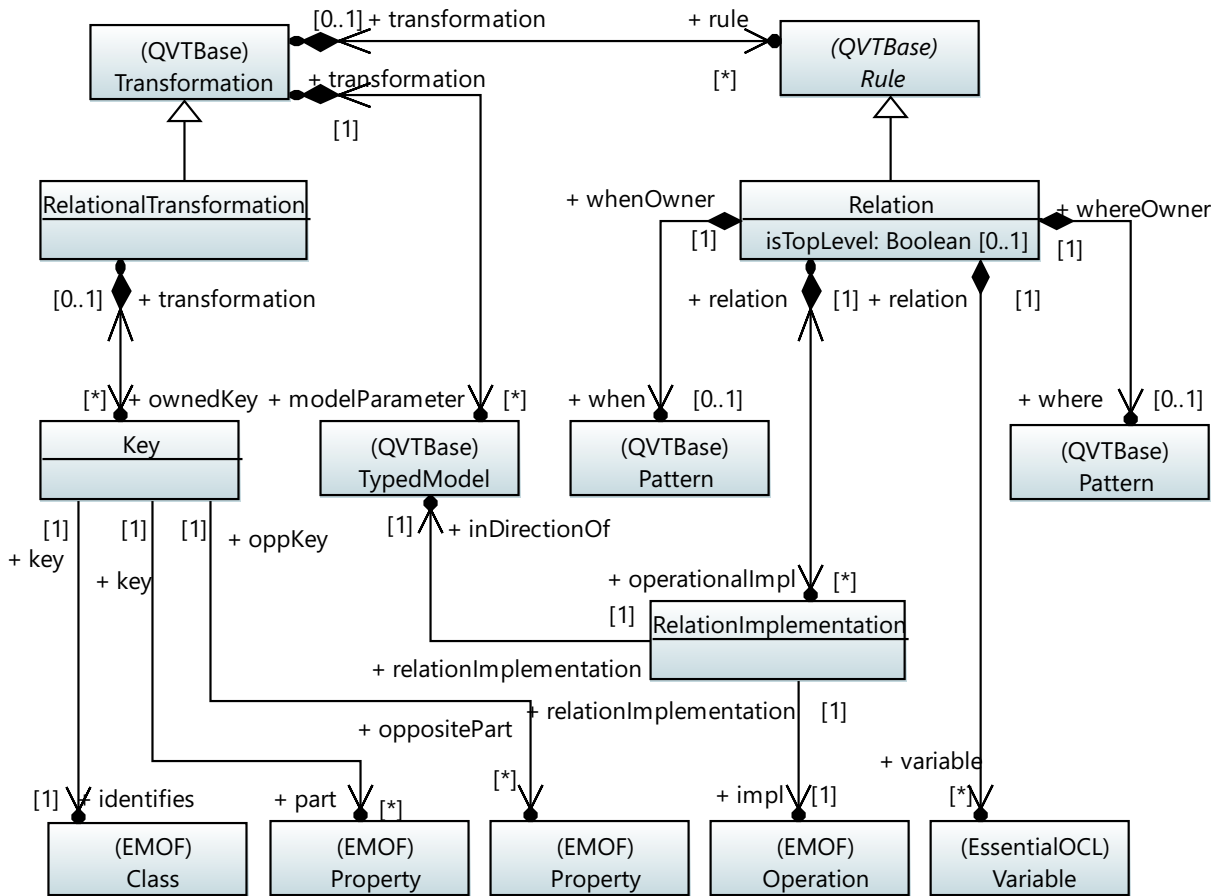 [0..1] + transformation
+ rule
(QVTBase)
Transformation
(QVTBase)
Rule
+ transformation
[*]
[1]
RelationalTransformation
+ whenOwner
Relation
+ whereOwner
[1]
isTopLevel: Boolean [0..1]
[1]
[0..1]
+ transformation
+ relation
[1]
+ relation
[1]
[*]
+ ownedKey
+ modelParameter
[*]
+ when
[0..1]
+ where
[0..1]
Key
(QVTBase)
TypedModel
(QVTBase)
Pattern
(QVTBase)
Pattern
[1]
[1]
[1]
+ key
+ key
+ oppKey
[1]
+ inDirectionOf
+ operationalImpl
[*]
[1]
RelationImplementation
+ relationImplementation
+ relationImplementation
[1]
+ oppositePart
+ variable
[1]
+ identifies
+ part
[*]
[*]
+ impl
[1]
[*]
(EMOF)
Class
(EMOF)
Property
(EMOF)
Property
(EMOF)
Operation
(EssentialOCL)
Variable